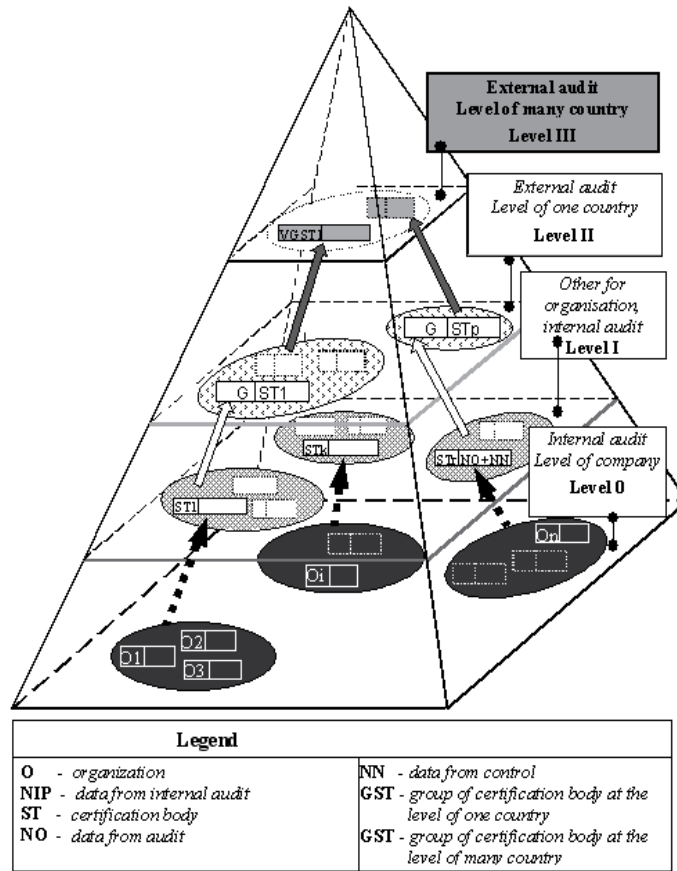 External audit
Level of many country
Level III
External audit
Level of one country
Level II
VGST1
Other for
organisation,
internal audit
Level I
G STp
G ST1
STk
STn NO+NN
Internal audit
Level of company
Level 0
ST1
On
Oi
O2
O1
O3
Legend
O - organization
NIP - data from internal audit
ST - certification body
NO - data from audit
NN - data from control
GST - group of certification body at the
level of one country
GST - group of certification body at the
level of many country